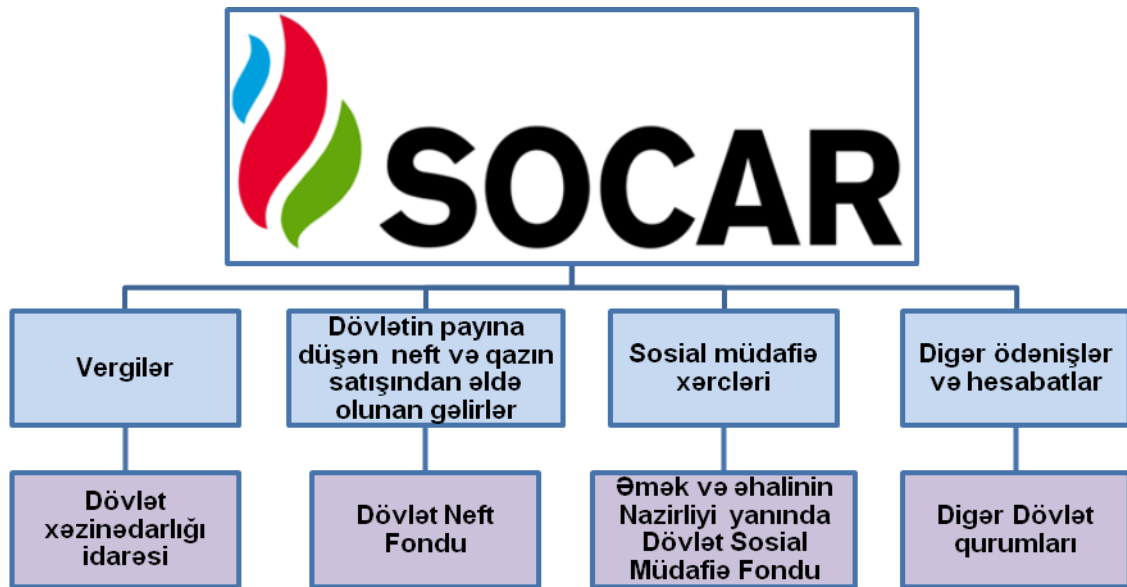 SOCAR
Vergilər
Dövlətin payına
düşən neft və qazın
satışından əldə
olunan gəlirlər
Sosial müdafiə
xərcləri
Digər ödənişlər
və hesabatlar
Dövlət
xəzinədarlığı
idarəsi
Dövlət Neft
Fondu
Əmək və əhalinin
Nazirliyi yanında
Dövlət Sosial
Müdafiə Fondu
Digər Dövlət
qurumları